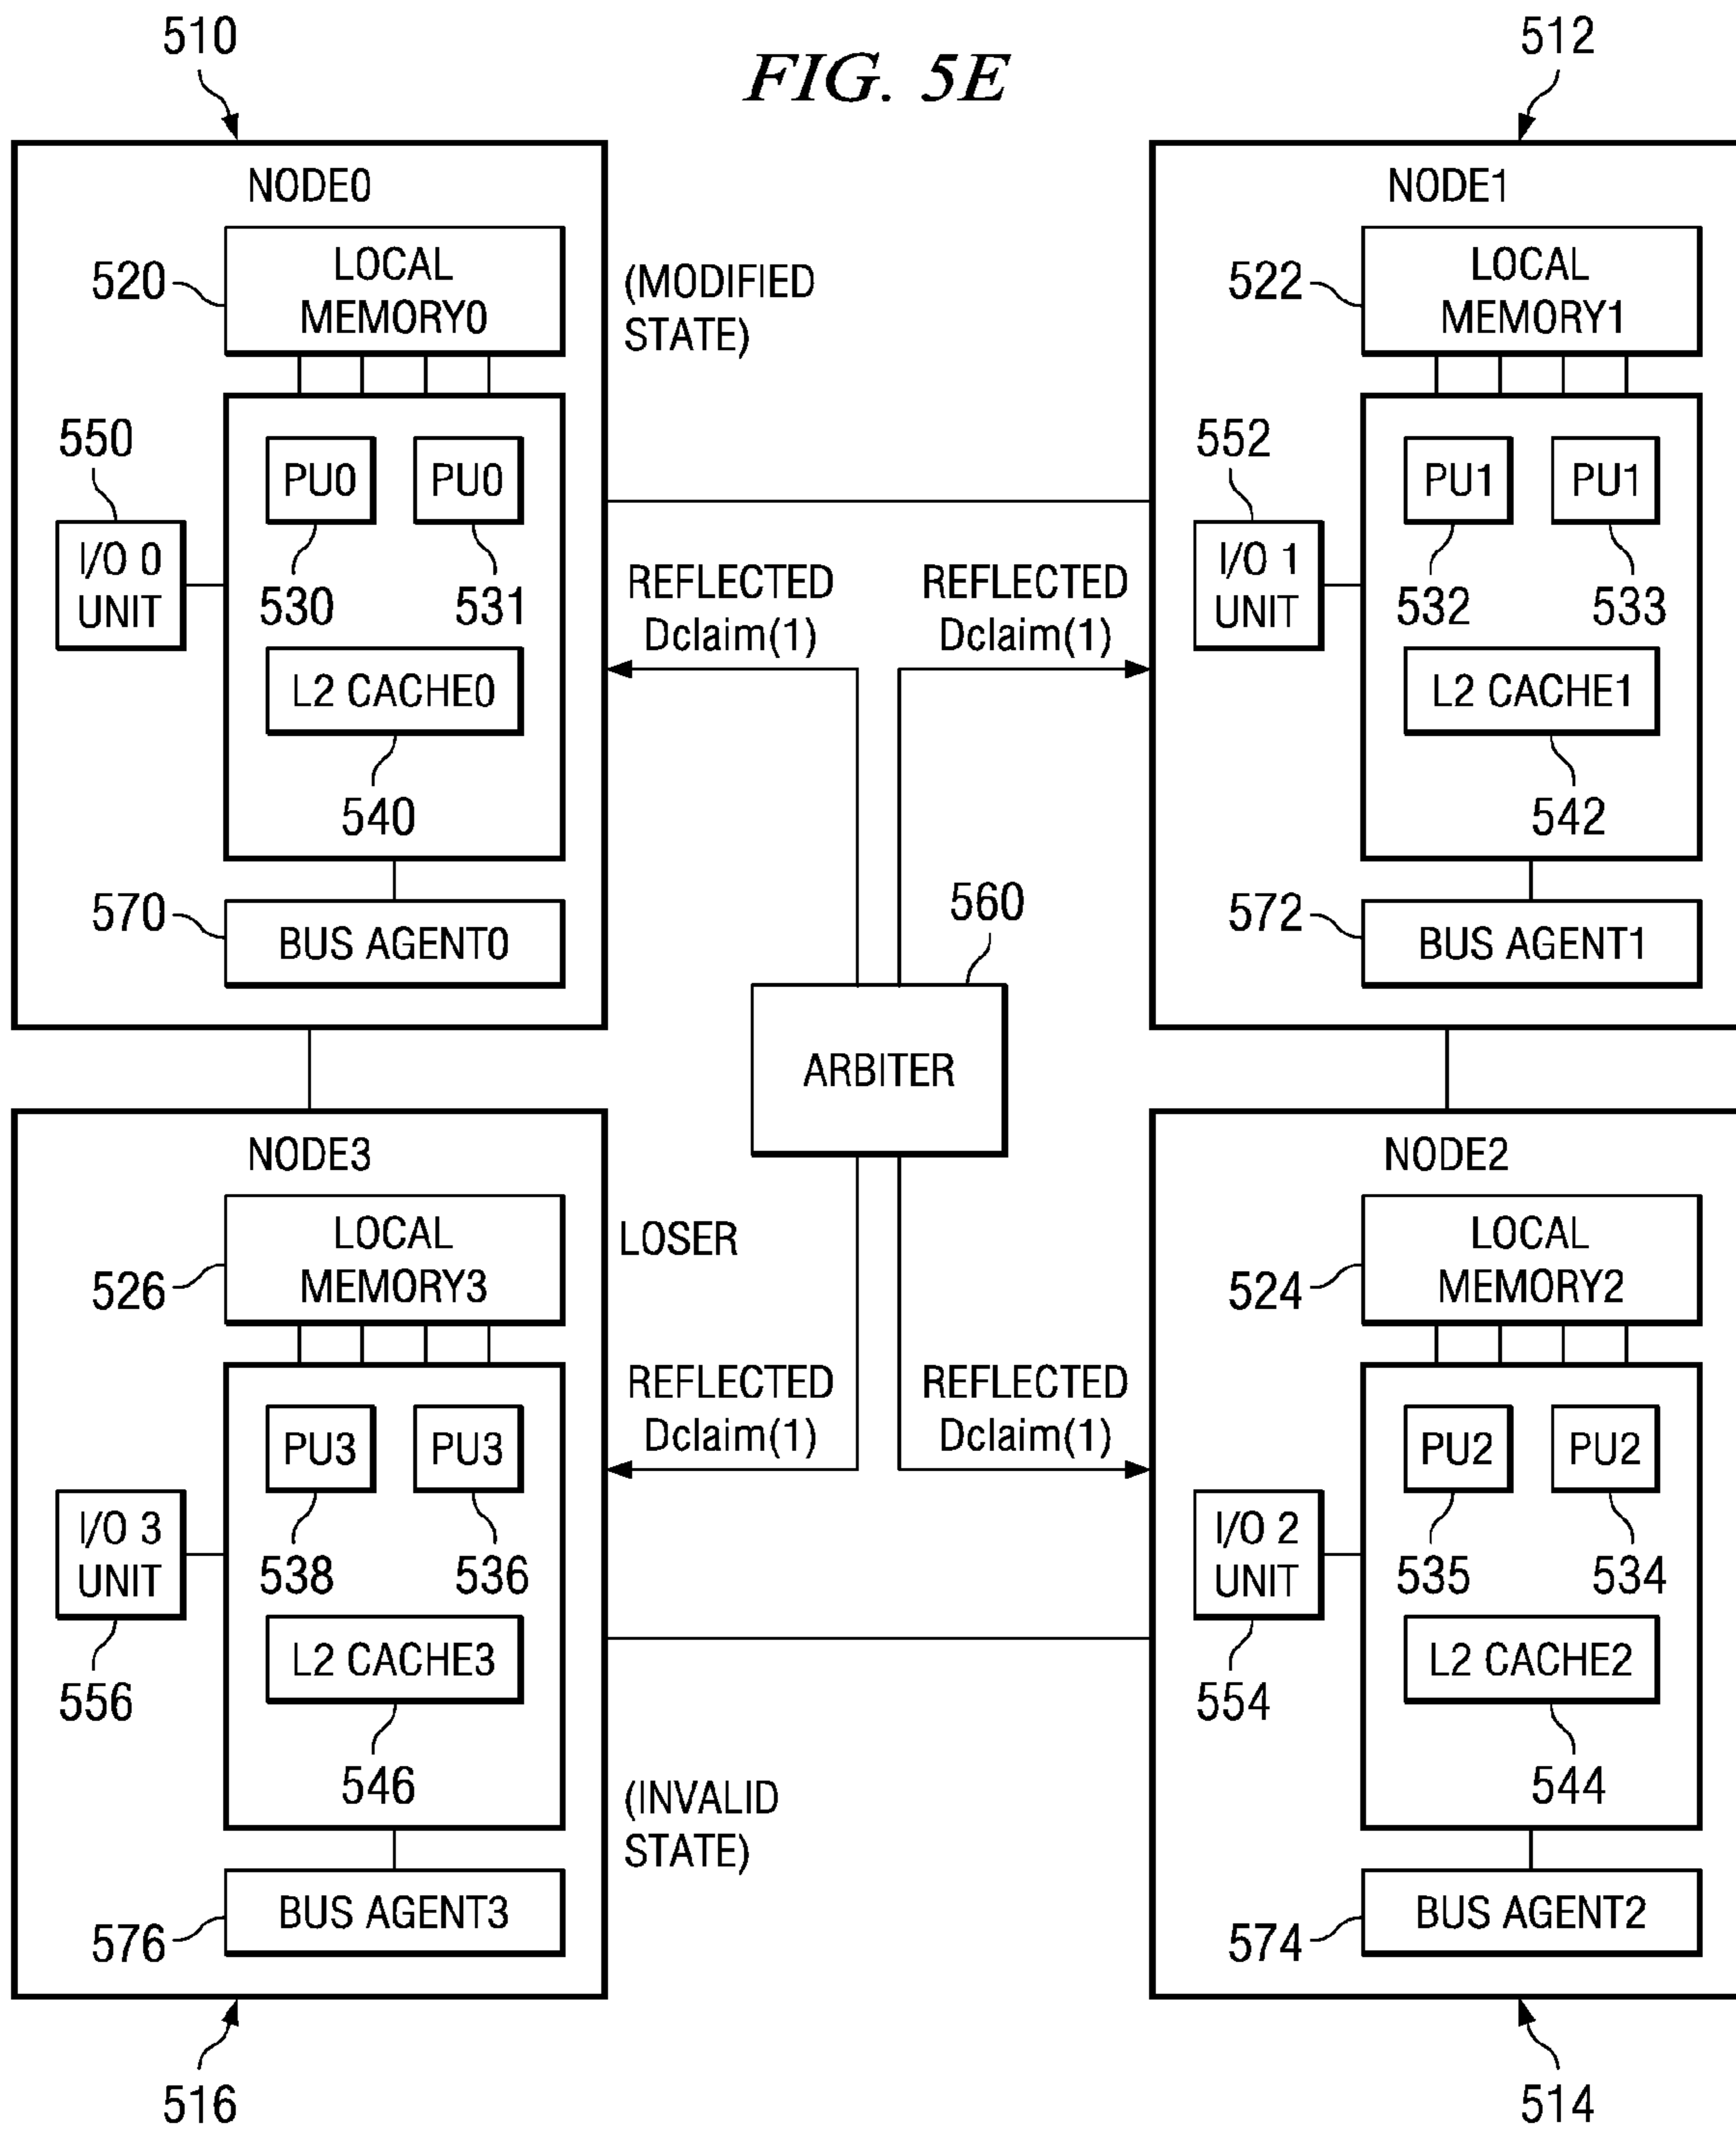 510
512
FIG. 5E
NODE0
520
LOCAL
MEMORY0
(MODIFIED
STATE)
550
PU0
PU0
I/O 0
UNIT
530
531
L2 CACHE0
540
570
BUS AGENT0
NODE1
522
LOCAL
MEMORY1
552
PU1
PU1
I/O 1
UNIT
532
533
L2 CACHE1
542
572
BUS AGENT1
REFLECTED
Dclaim(1)
REFLECTED
Dclaim(1)
560
ARBITER
NODE3
526
LOCAL
MEMORY3
LOSER
REFLECTED
Dclaim(1)
REFLECTED
Dclaim(1)
PU3
PU3
I/O 3
UNIT
538
536
556
L2 CACHE3
546
(INVALID
STATE)
576
BUS AGENT3
NODE2
524
LOCAL
MEMORY2
PU2
PU2
I/O 2
UNIT
535
534
554
L2 CACHE2
544
574
BUS AGENT2
516
514